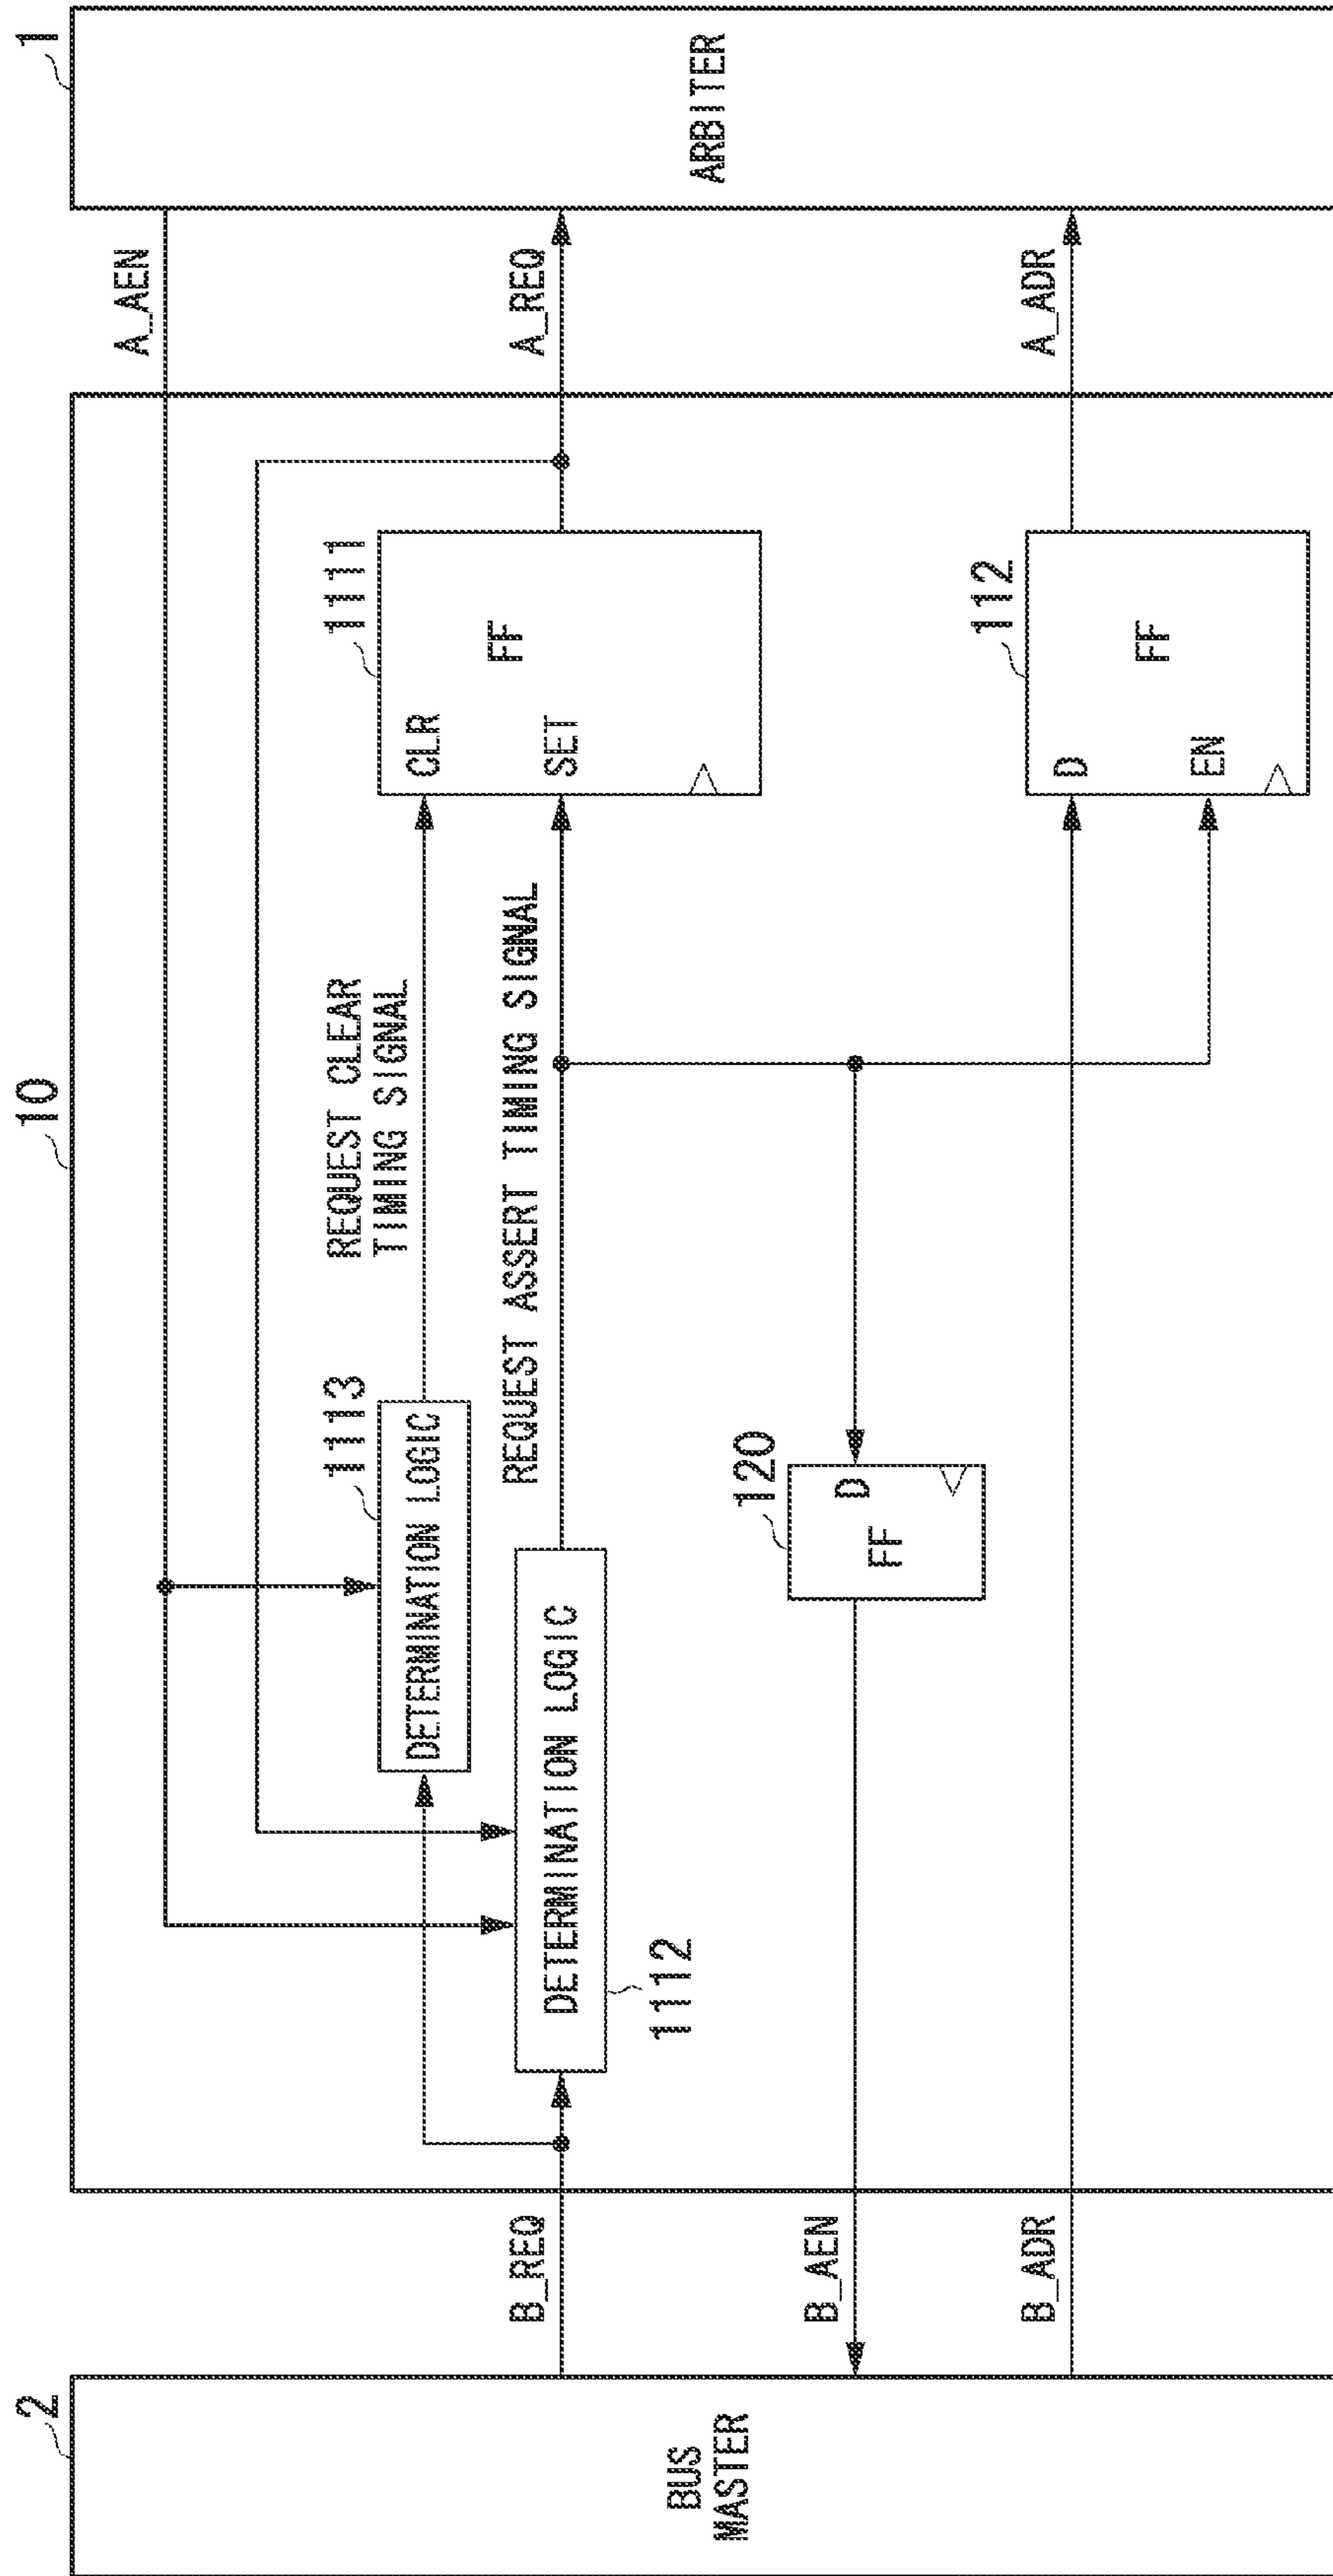 2
BUS
MASTER
B_REQ
B_AEN
B_ADR
10
1113
DETERMINATION LOGIC
DETERMINATION LOGIC
1112
REQUEST CLEAR
TIMING SIGNAL
REQUEST ASSERT TIMING SIGNAL
120
D
FF
1111
CLR
SET
FF
112
D
EN
FF
A_AEN
A_REQ
A_ADR
1
ARBITER